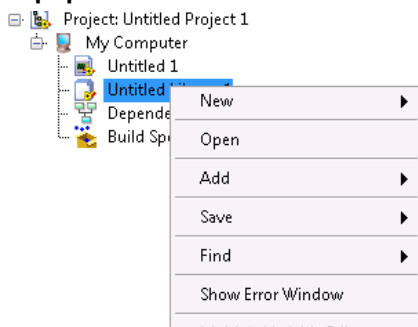 Project: Untitled Project 1
My Computer
Untitled 1
Untitled
New
Open
Add
Save
Find
Show Error Window